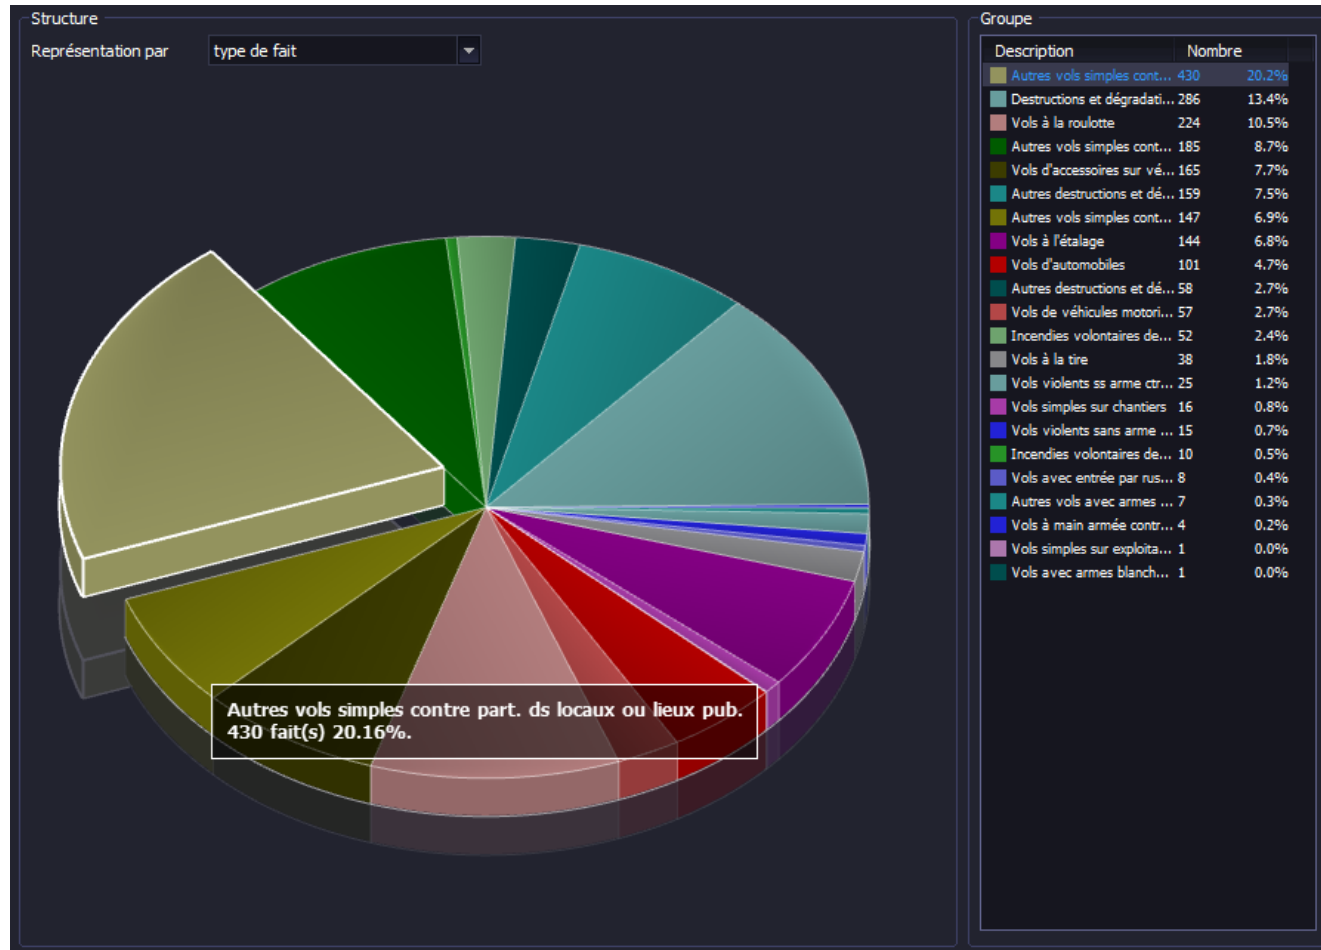 Structure
Représentation par type de fait
Autres vols simples contre part. ds locaux ou lieux pub.
430 fait(s) 20.16%.
Groupe
Description Nombre
Autres vols simples cont... 430 20.2%
Destructions et dégradati... 286 13.4%
Vols à la roulotte 224 10.5%
Autres vols simples cont... 185 8.7%
Vols d'accessoires sur vé... 165 7.7%
Autres destructions et dé... 159 7.5%
Autres vols simples cont... 147 6.9%
Vols à l'étalage 144 6.8%
Vols d'automobiles 101 4.7%
Autres destructions et dé... 58 2.7%
Vols de véhicules motori... 57 2.7%
Incendies volontaires de... 52 2.4%
Vols à la tire 38 1.8%
Vols violents ss arme ctr... 25 1.2%
Vols simples sur chantiers 16 0.8%
Vols violents sans arme ... 15 0.7%
Incendies volontaires de... 10 0.5%
Vols avec entrée par rus... 8 0.4%
Autres vols avec armes ... 7 0.3%
Vols à main armée contr... 4 0.2%
Vols simples sur exploita... 1 0.0%
Vols avec armes blanch... 1 0.0%